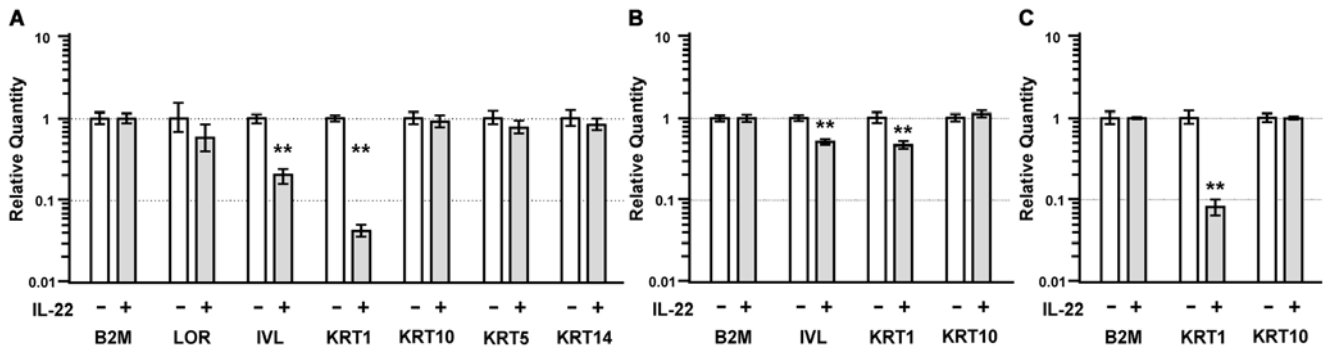 A
Relative Quantity
10
1
0.1
0.01
** **
IL-22 – + – + – + – + – + – + – +
B2M LOR IVL KRT1 KRT10 KRT5 KRT14
B
Relative Quantity
10
1
0.1
0.01
** **
IL-22 – + – + – + – +
B2M IVL KRT1 KRT10
C
Relative Quantity
10
1
0.1
0.01
**
IL-22 – + – + – +
B2M KRT1 KRT10